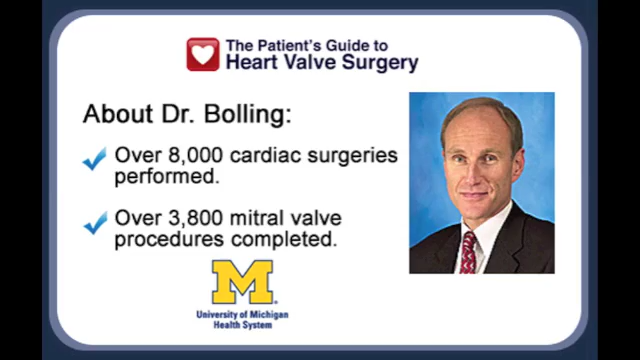 The Patient's Guide to
Heart Valve Surgery
About Dr. Bolling:
Over 8,000 cardiac surgeries
performed.
Over 3,800 mitral valve
procedures completed.
M
University of Michigan
Health System